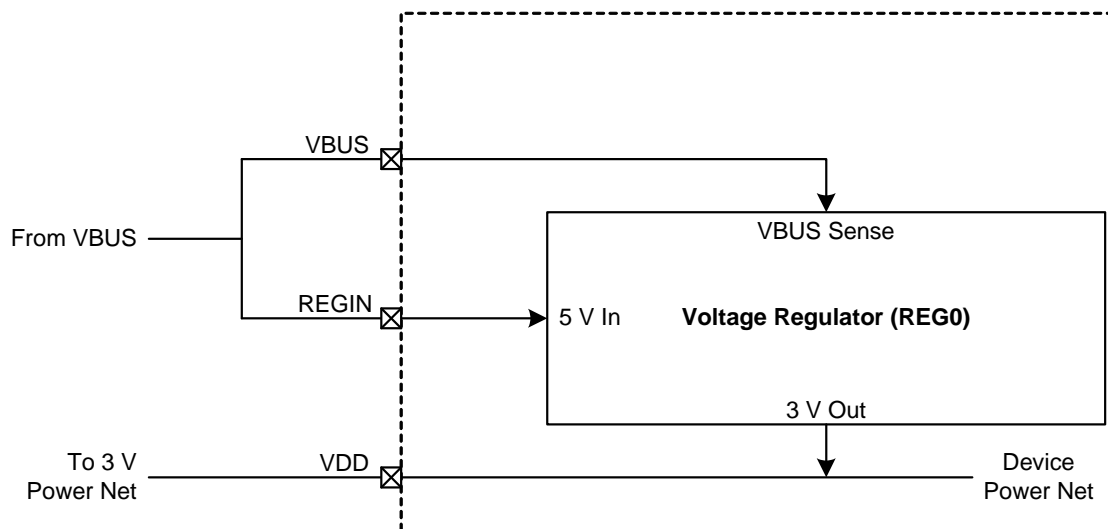 VBUS
VBUS Sense
From VBUS
REGIN
5 V In
Voltage Regulator (REG0)
3 V Out
To 3 V
Power Net
VDD
Device
Power Net